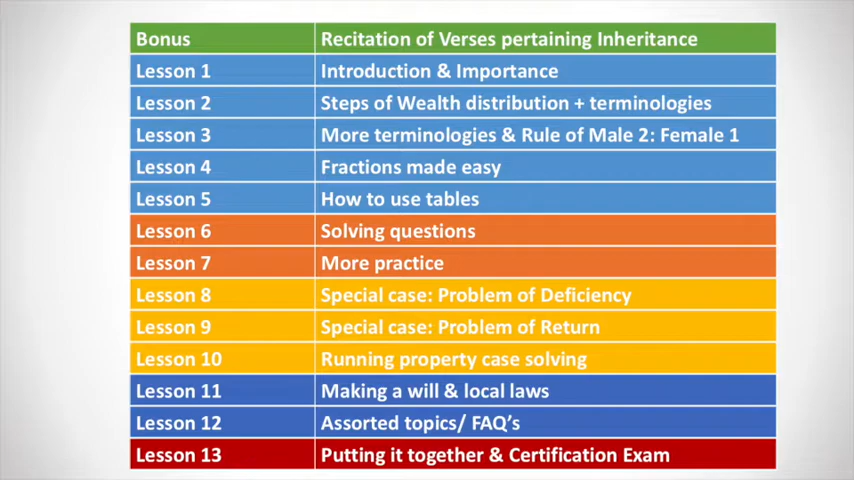 Bonus Recitation of Verses pertaining Inheritance
Lesson 1 Introduction & Importance
Lesson 2 Steps of Wealth distribution + terminologies
Lesson 3 More terminologies & Rule of Male 2: Female 1
Lesson 4 Fractions made easy
Lesson 5 How to use tables
Lesson 6 Solving questions
Lesson 7 More practice
Lesson 8 Special case: Problem of Deficiency
Lesson 9 Special case: Problem of Return
Lesson 10 Running property case solving
Lesson 11 Making a will & local laws
Lesson 12 Assorted topics/ FAQ's
Lesson 13 Putting it together & Certification Exam